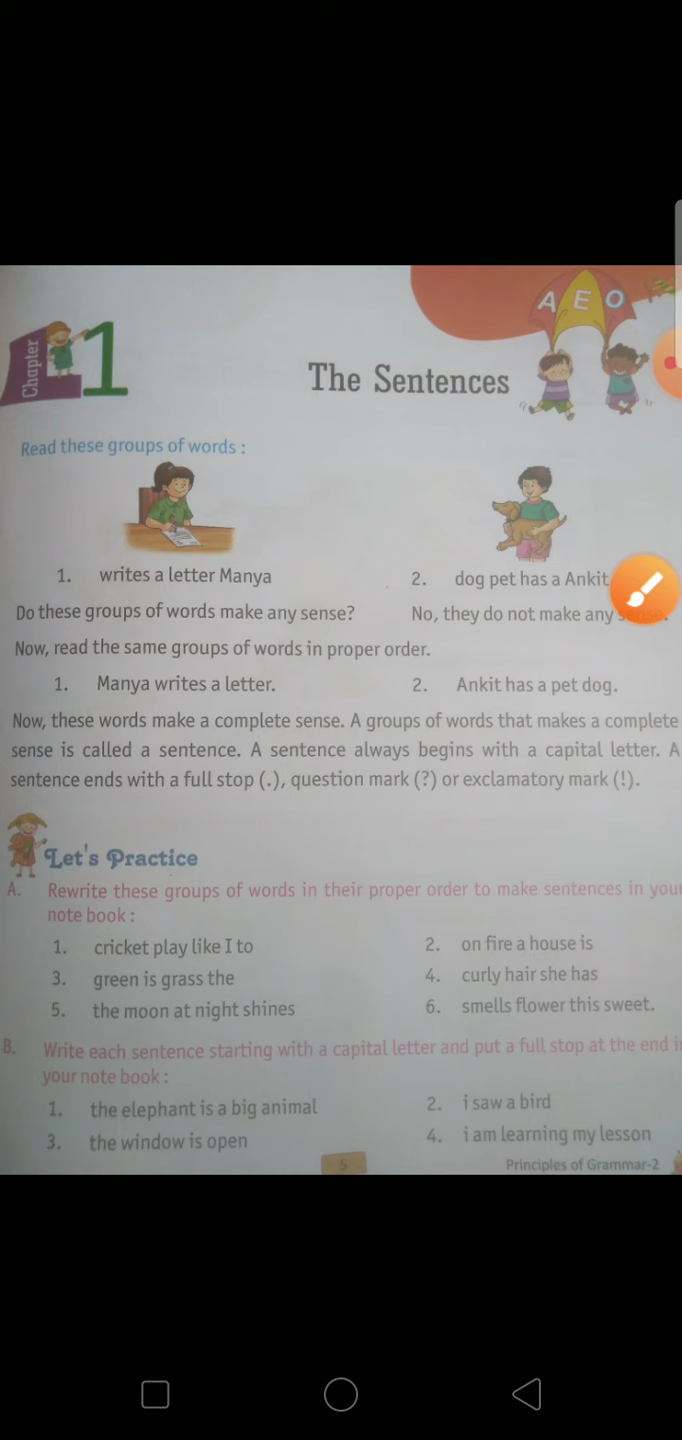 A E O
Chapter 1
The Sentences
Read these groups of words :
1. writes a letter Manya 2. dog pet has a Ankit
Do these groups of words make any sense? No, they do not make any sense.
Now, read the same groups of words in proper order.
1. Manya writes a letter. 2. Ankit has a pet dog.
Now, these words make a complete sense. A groups of words that makes a complete
sense is called a sentence. A sentence always begins with a capital letter. A
sentence ends with a full stop (.), question mark (?) or exclamatory mark (!).
Let's Practice
A. Rewrite these groups of words in their proper order to make sentences in your
note book :
1. cricket play like I to 2. on fire a house is
3. green is grass the 4. curly hair she has
5. the moon at night shines 6. smells flower this sweet.
B. Write each sentence starting with a capital letter and put a full stop at the end in
your note book :
1. the elephant is a big animal 2. i saw a bird
3. the window is open 4. i am learning my lesson
5 Principles of Grammar-2